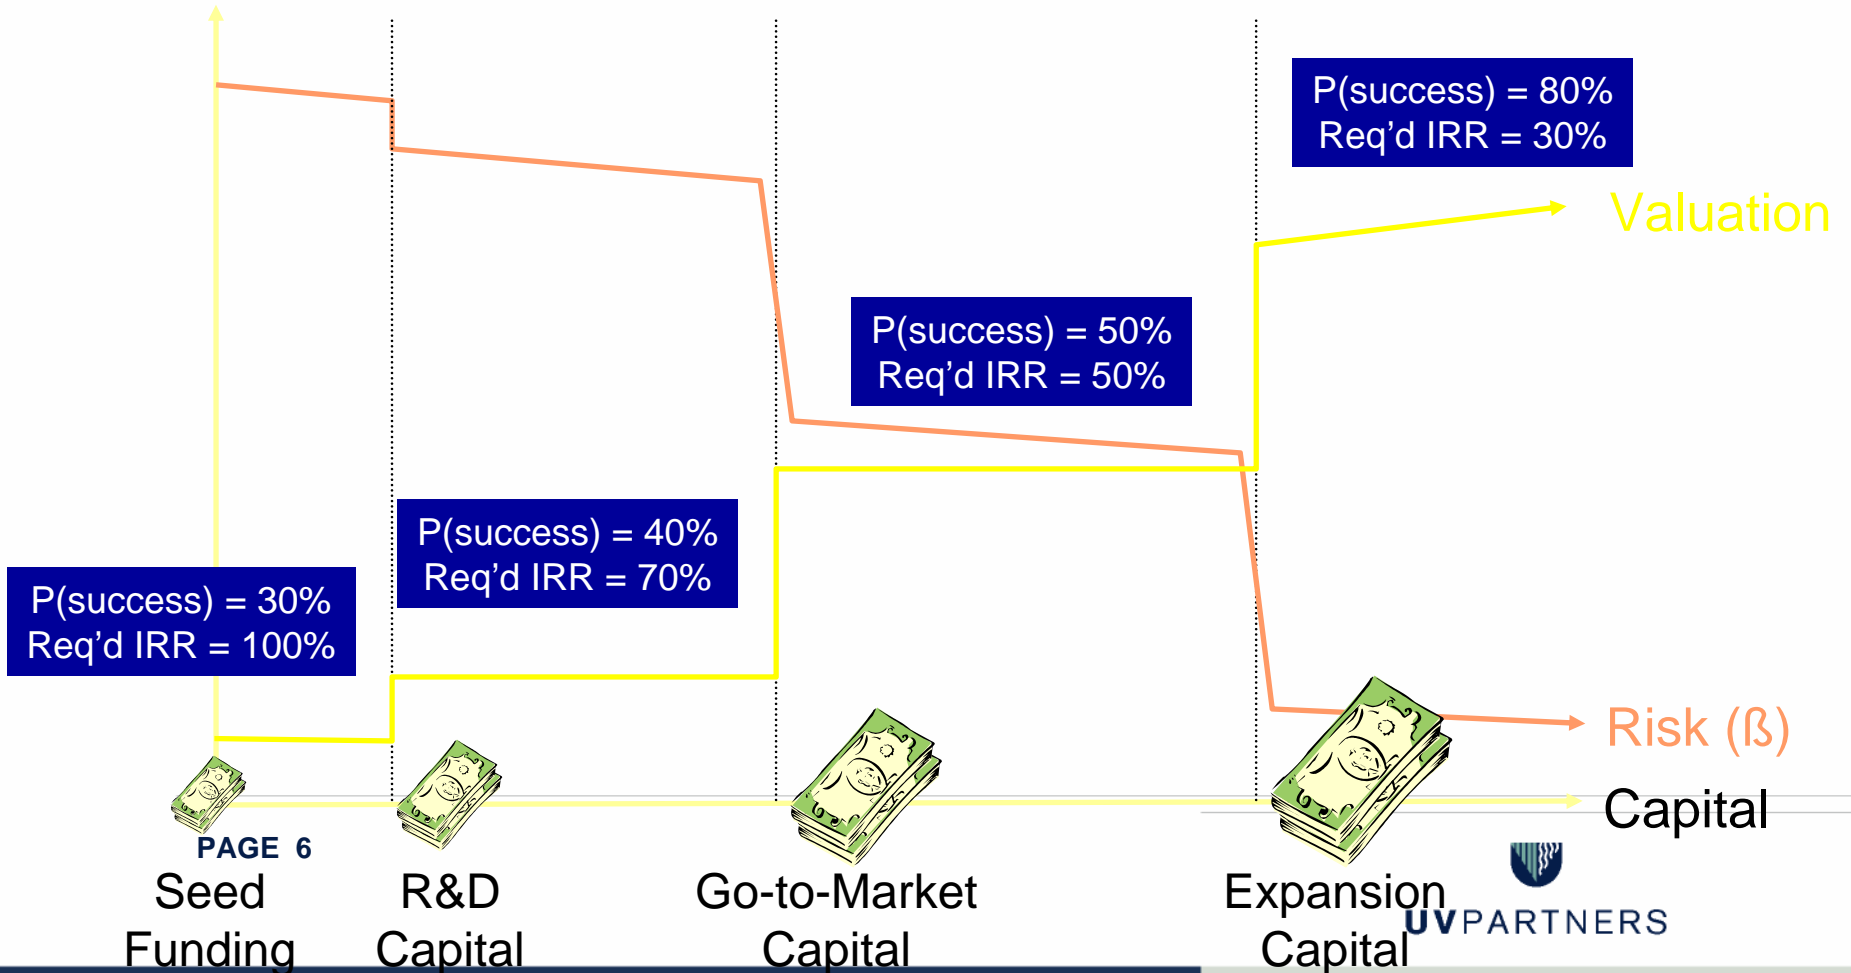 P(success) = 80%
Req’d IRR = 30%
Valuation
P(success) = 50%
Req’d IRR = 50%
P(success) = 40%
Req’d IRR = 70%
P(success) = 30%
Req’d IRR = 100%
Risk (ß)
Capital
PAGE 6
Seed
Funding
R&D
Capital
Go-to-Market
Capital
Expansion
Capital
UVPARTNERS